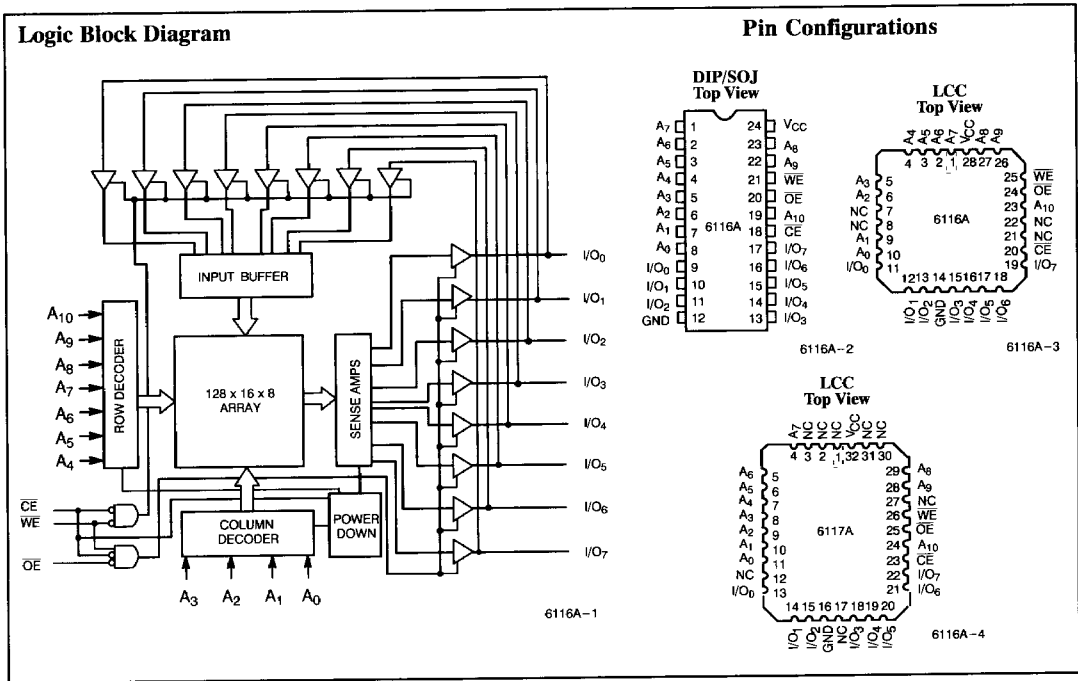 Logic Block Diagram
INPUT BUFFER
ROW DECODER
128 x 16 x 8
ARRAY
SENSE AMPS
COLUMN
DECODER
POWER
DOWN
A10
A9
A8
A7
A6
A5
A4
CE
WE
OE
A3 A2 A1 A0
I/O0
I/O1
I/O2
I/O3
I/O4
I/O5
I/O6
I/O7
6116A-1
Pin Configurations
DIP/SOJ
Top View
A7 1 24 VCC
A6 2 23 A8
A5 3 22 A9
A4 4 21 WE
A3 5 20 OE
A2 6 6116A 19 A10
A1 7 18 CE
A0 8 17 I/O7
I/O0 9 16 I/O6
I/O1 10 15 I/O5
I/O2 11 14 I/O4
GND 12 13 I/O3
6116A-2
LCC
Top View
A4 A5 A6 A7 VCC A8 A9
4 3 2 1 28 27 26
A3 5
A2 6
NC 7
NC 8
A1 9
A0 10
I/O0 11
6116A
25 WE
24 OE
23 A10
22 NC
21 NC
20 CE
19 I/O7
12 13 14 15 16 17 18
I/O1 I/O2 GND I/O3 I/O4 I/O5 I/O6
6116A-3
LCC
Top View
A7 NC NC NC VCC NC NC
4 3 2 1 32 31 30
A6 5
A5 6
A4 7
A3 8
A2 9
A1 10
A0 11
NC 12
I/O0 13
6117A
29 A8
28 A9
27 NC
26 WE
25 OE
24 A10
23 CE
22 I/O7
21 I/O6
14 15 16 17 18 19 20
I/O1 I/O2 GND NC I/O3 I/O4 I/O5
6116A-4